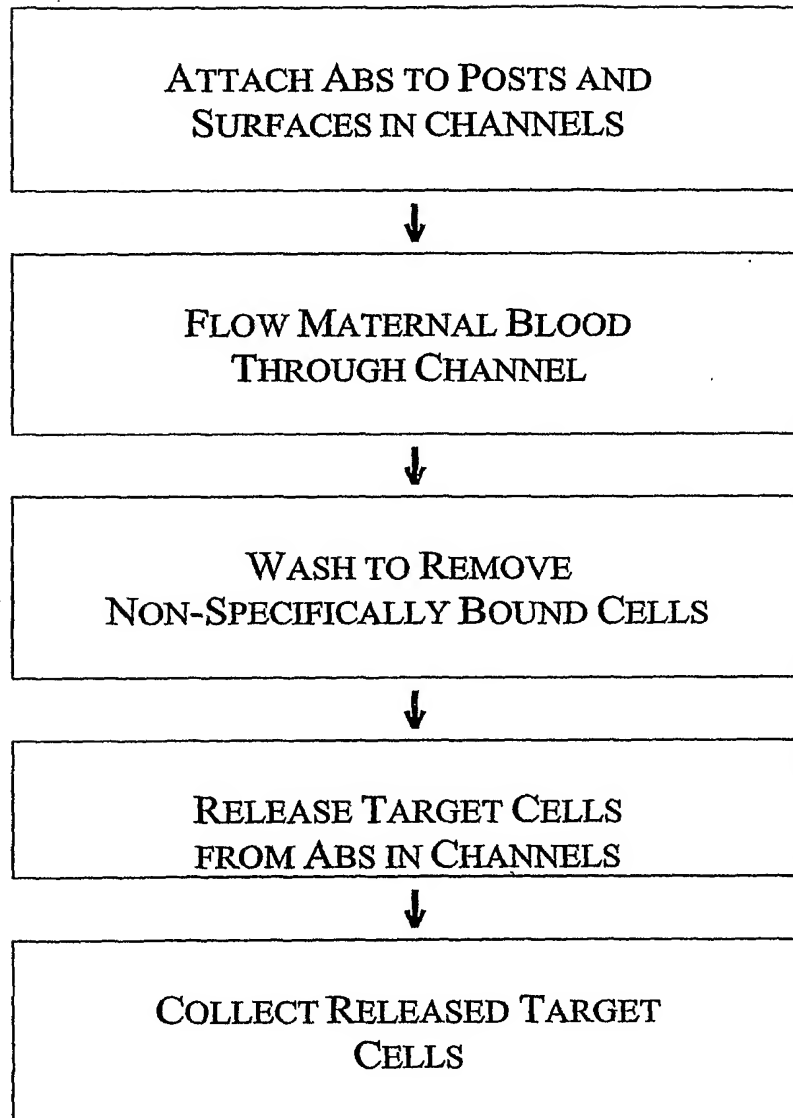 ATTACH ABS TO POSTS AND
SURFACES IN CHANNELS
FLOW MATERNAL BLOOD
THROUGH CHANNEL
WASH TO REMOVE
NON-SPECIFICALLY BOUND CELLS
RELEASE TARGET CELLS
FROM ABS IN CHANNELS
COLLECT RELEASED TARGET
CELLS